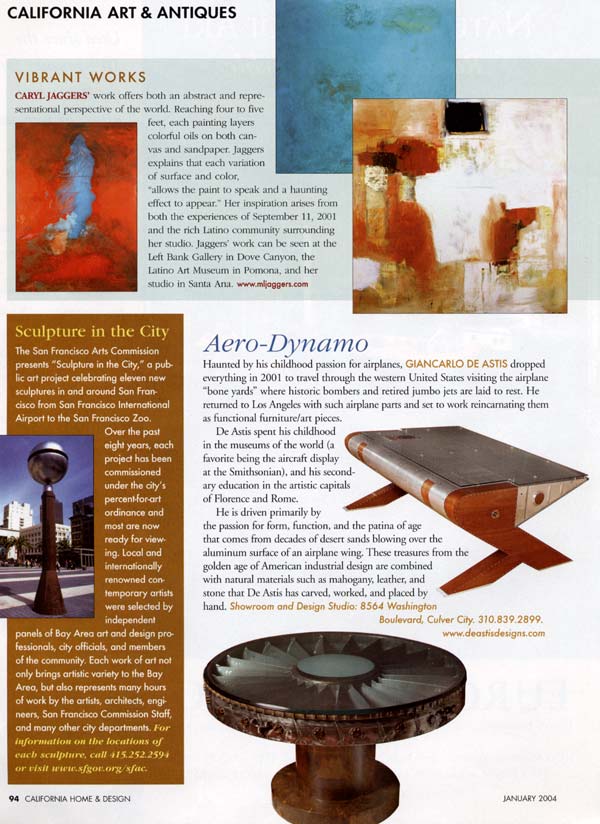 CALIFORNIA ART & ANTIQUES
VIBRANT WORKS
CARYL JAGGERS' work offers both an abstract and repre-
sentational perspective of the world. Reaching four to five
feet, each painting layers
colorful oils on both can-
vas and sandpaper. Jaggers
explains that each variation
of surface and color,
"allows the paint to speak and a haunting
effect to appear." Her inspiration arises from
both the experiences of September 11, 2001
and the rich Latino community surrounding
her studio. Jaggers' work can be seen at the
Left Bank Gallery in Dove Canyon, the
Latino Art Museum in Pomona, and her
studio in Santa Ana. www.mljaggers.com
Sculpture in the City
The San Francisco Arts Commission
presents "Sculpture in the City," a pub-
lic art project celebrating eleven new
sculptures in and around San Fran-
cisco from San Francisco International
Airport to the San Francisco Zoo.
Over the past
eight years, each
project has been
commissioned
under the city's
percent-for-art
ordinance and
most are now
ready for view-
ing. Local and
internationally
renowned con-
temporary artists
were selected by
independent
panels of Bay Area art and design pro-
fessionals, city officials, and members
of the community. Each work of art not
only brings artistic variety to the Bay
Area, but also represents many hours
of work by the artists, architects, engi-
neers, San Francisco Commission Staff,
and many other city departments. For
information on the locations of
each sculpture, call 415.252.2594
or visit www.sfgov.org/sfac.
Aero-Dynamo
Haunted by his childhood passion for airplanes, GIANCARLO DE ASTIS dropped
everything in 2001 to travel through the western United States visiting the airplane
"bone yards" where historic bombers and retired jumbo jets are laid to rest. He
returned to Los Angeles with such airplane parts and set to work reincarnating them
as functional furniture/art pieces.
De Astis spent his childhood
in the museums of the world (a
favorite being the aircraft display
at the Smithsonian), and his second-
ary education in the artistic capitals
of Florence and Rome.
He is driven primarily by
the passion for form, function, and the patina of age
that comes from decades of desert sands blowing over the
aluminum surface of an airplane wing. These treasures from the
golden age of American industrial design are combined
with natural materials such as mahogany, leather, and
stone that De Astis has carved, worked, and placed by
hand. Showroom and Design Studio: 8564 Washington
Boulevard, Culver City. 310.839.2899.
www.deastisdesigns.com
94 CALIFORNIA HOME & DESIGN
JANUARY 2004